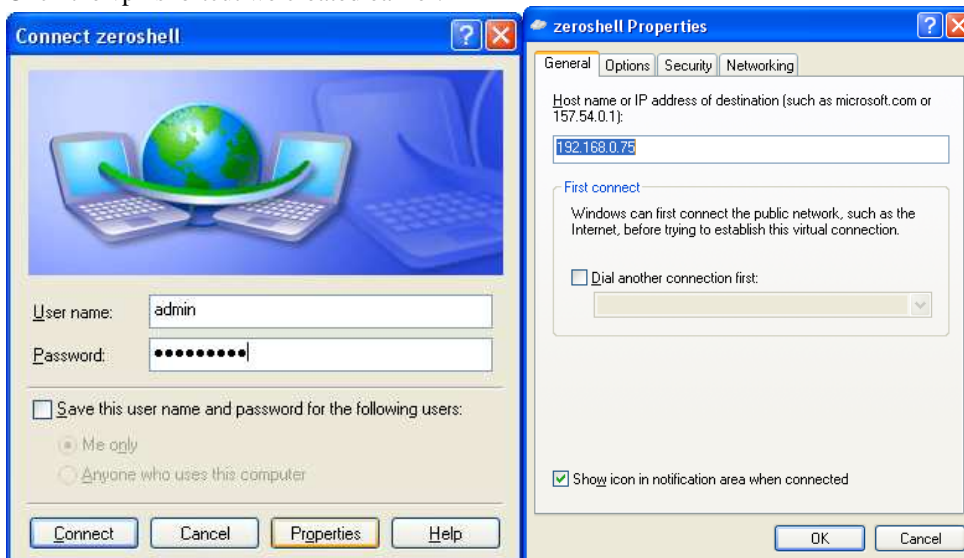 Connect zeroshell
User name:
admin
Password:
●●●●●●●●●
Save this user name and password for the following users:
Me only
Anyone who uses this computer
Connect
Cancel
Properties
Help
zeroshell Properties
General
Options
Security
Networking
Host name or IP address of destination (such as microsoft.com or
157.54.0.1):
192.168.0.75
First connect
Windows can first connect the public network, such as the
Internet, before trying to establish this virtual connection.
Dial another connection first:
Show icon in notification area when connected
OK
Cancel